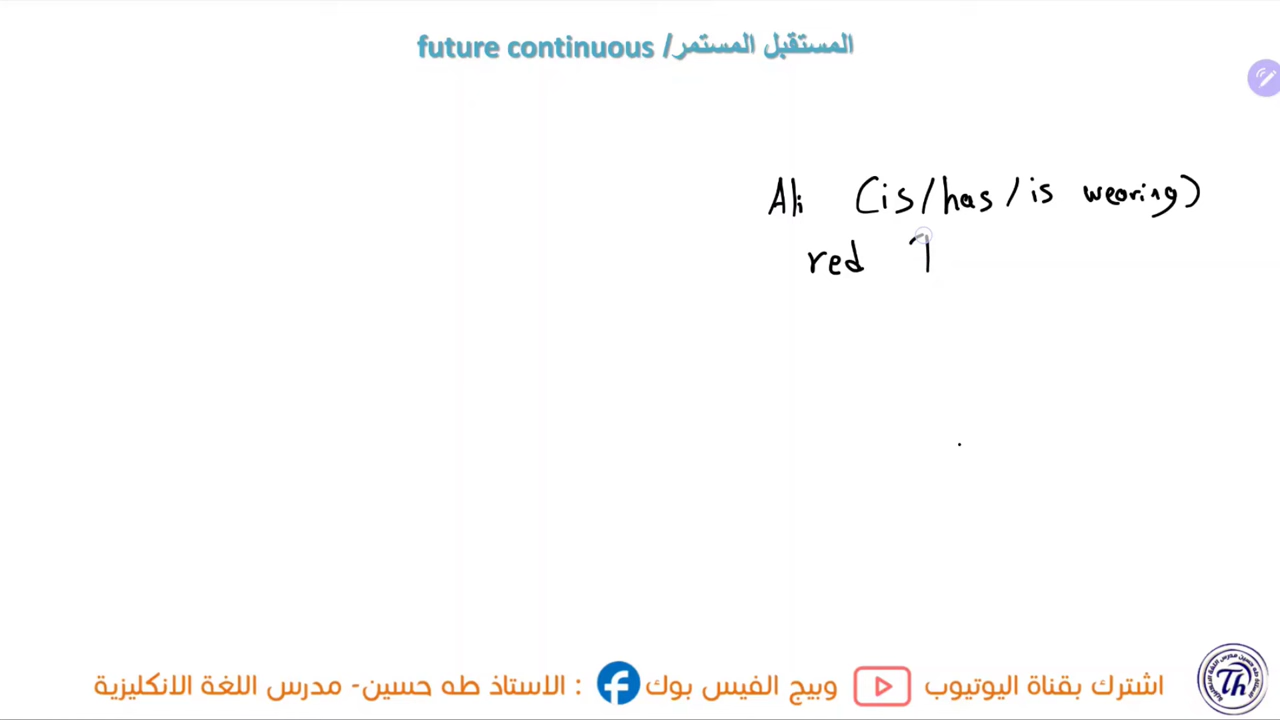 المستقبل المستمر/ future continuous
Ali (is/has/is wearing)
red T
اشترك بقناة اليوتيوب وبيج الفيس بوك : الاستاذ طه حسين- مدرس اللغة الانكليزية
Th